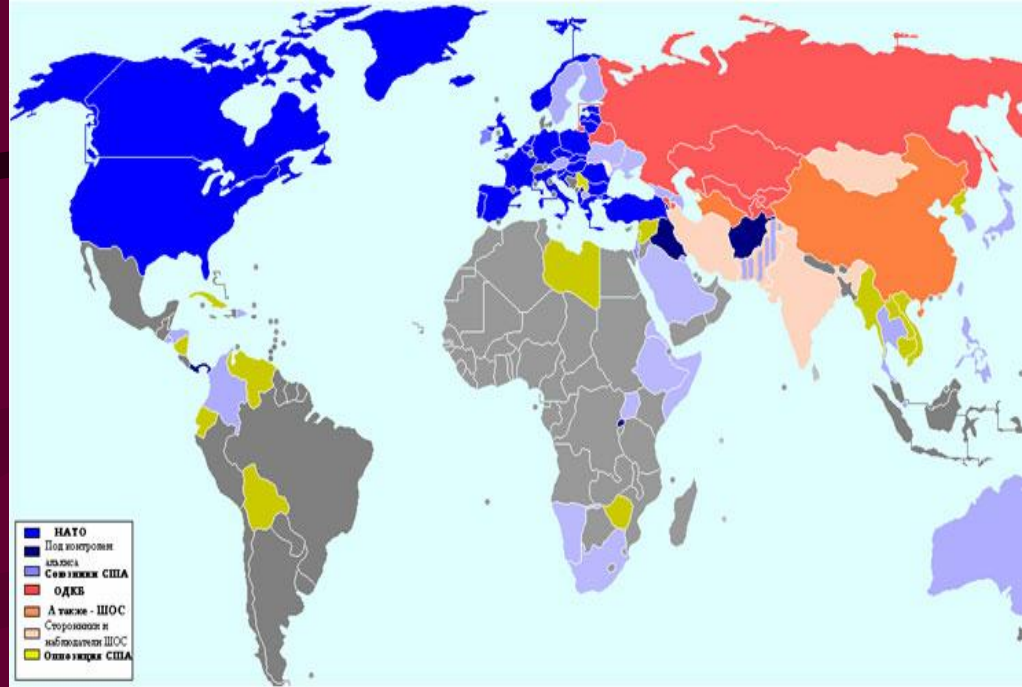 НАТО
Под контролем
альянса
Союзники США
ОДКБ
А также - ШОС
Сторонники и
наблюдатели ШОС
Оппозиция США